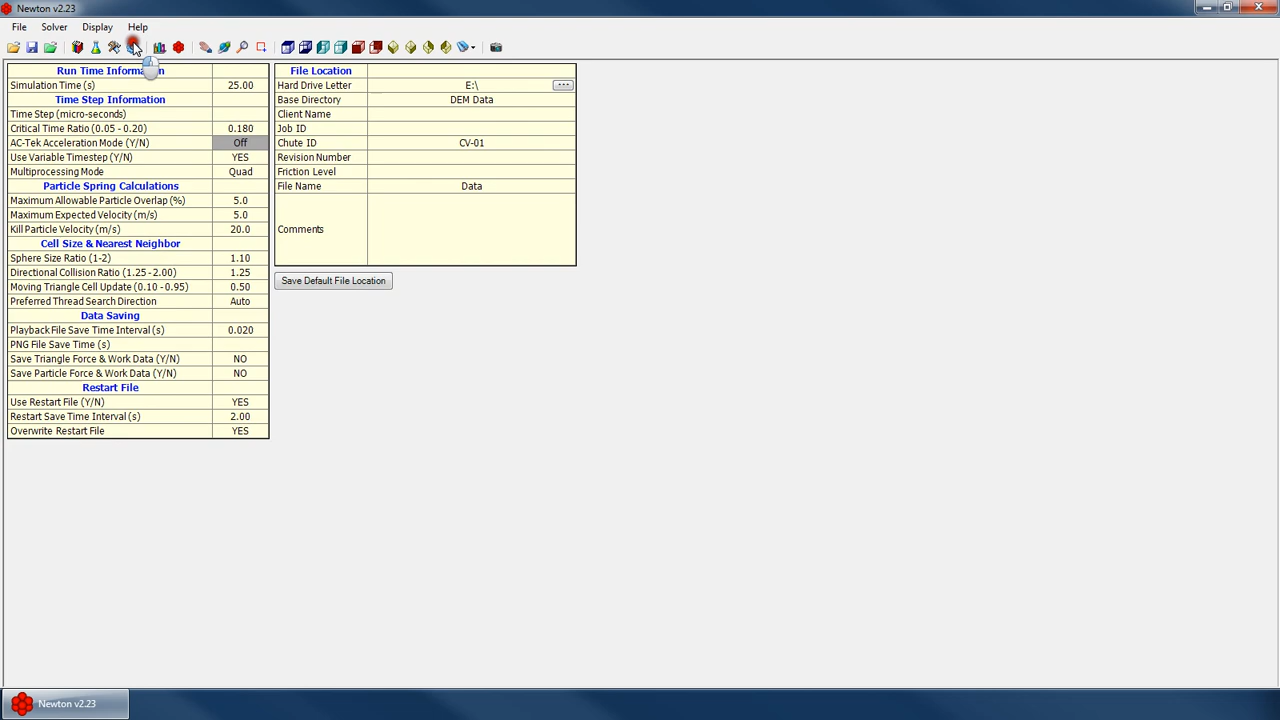 Newton v2.23
File Solver Display Help
Run Time Information
Simulation Time (s) 25.00
Time Step Information
Time Step (micro-seconds)
Critical Time Ratio (0.05 - 0.20) 0.180
AC-Tek Acceleration Mode (Y/N) Off
Use Variable Timestep (Y/N) YES
Multiprocessing Mode Quad
Particle Spring Calculations
Maximum Allowable Particle Overlap (%) 5.0
Maximum Expected Velocity (m/s) 5.0
Kill Particle Velocity (m/s) 20.0
Cell Size & Nearest Neighbor
Sphere Size Ratio (1-2) 1.10
Directional Collision Ratio (1.25 - 2.00) 1.25
Moving Triangle Cell Update (0.10 - 0.95) 0.50
Preferred Thread Search Direction Auto
Data Saving
Playback File Save Time Interval (s) 0.020
PNG File Save Time (s)
Save Triangle Force & Work Data (Y/N) NO
Save Particle Force & Work Data (Y/N) NO
Restart File
Use Restart File (Y/N) YES
Restart Save Time Interval (s) 2.00
Overwrite Restart File YES
File Location
Hard Drive Letter E:\ ...
Base Directory DEM Data
Client Name
Job ID
Chute ID CV-01
Revision Number
Friction Level
File Name Data
Comments
Save Default File Location
Newton v2.23